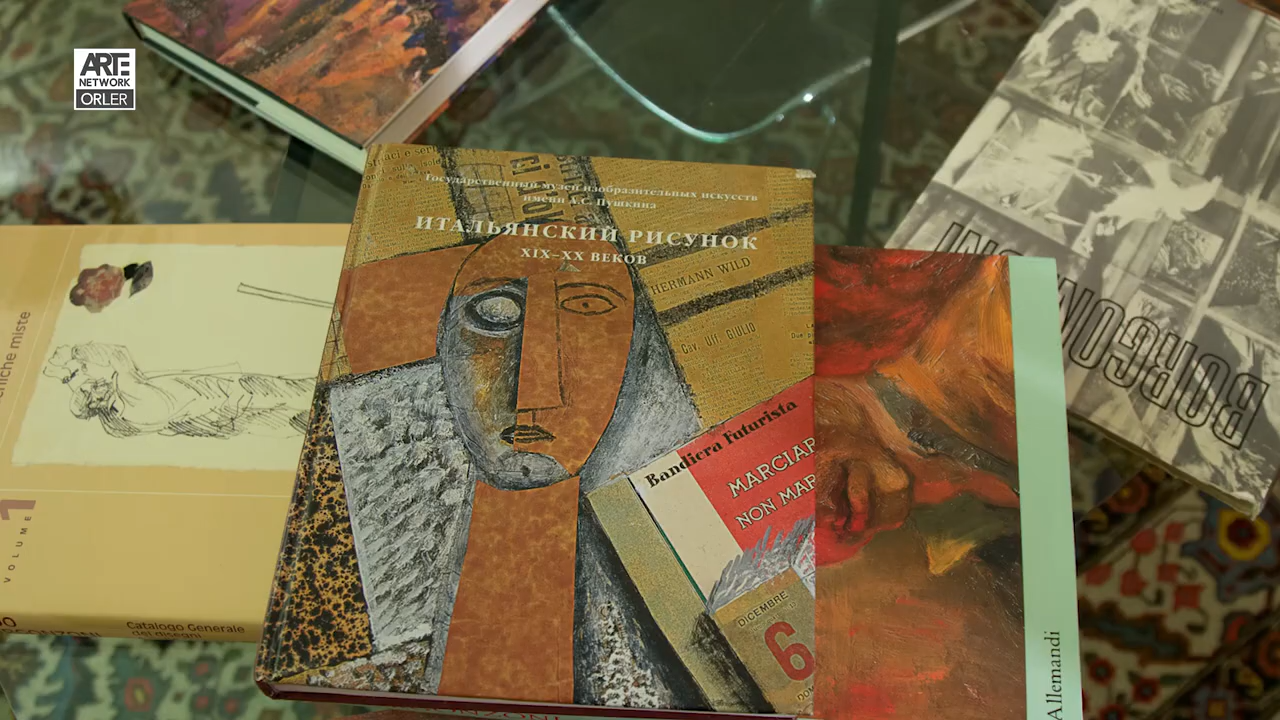 ARTE
NETWORK
ORLER
Государственный музей изобразительных искусств
имени А.С. Пушкина
ИТАЛЬЯНСКИЙ РИСУНОК
XIX–XX ВЕКОВ
HERMANN WILD
Cav. Uff. GIULIO
Bandiera Futurista
MARCIAR
NON MAR
DICEMBRE
6
niche miste
VOLUME
1
Catalogo Generale
dei disegni
Allemandi